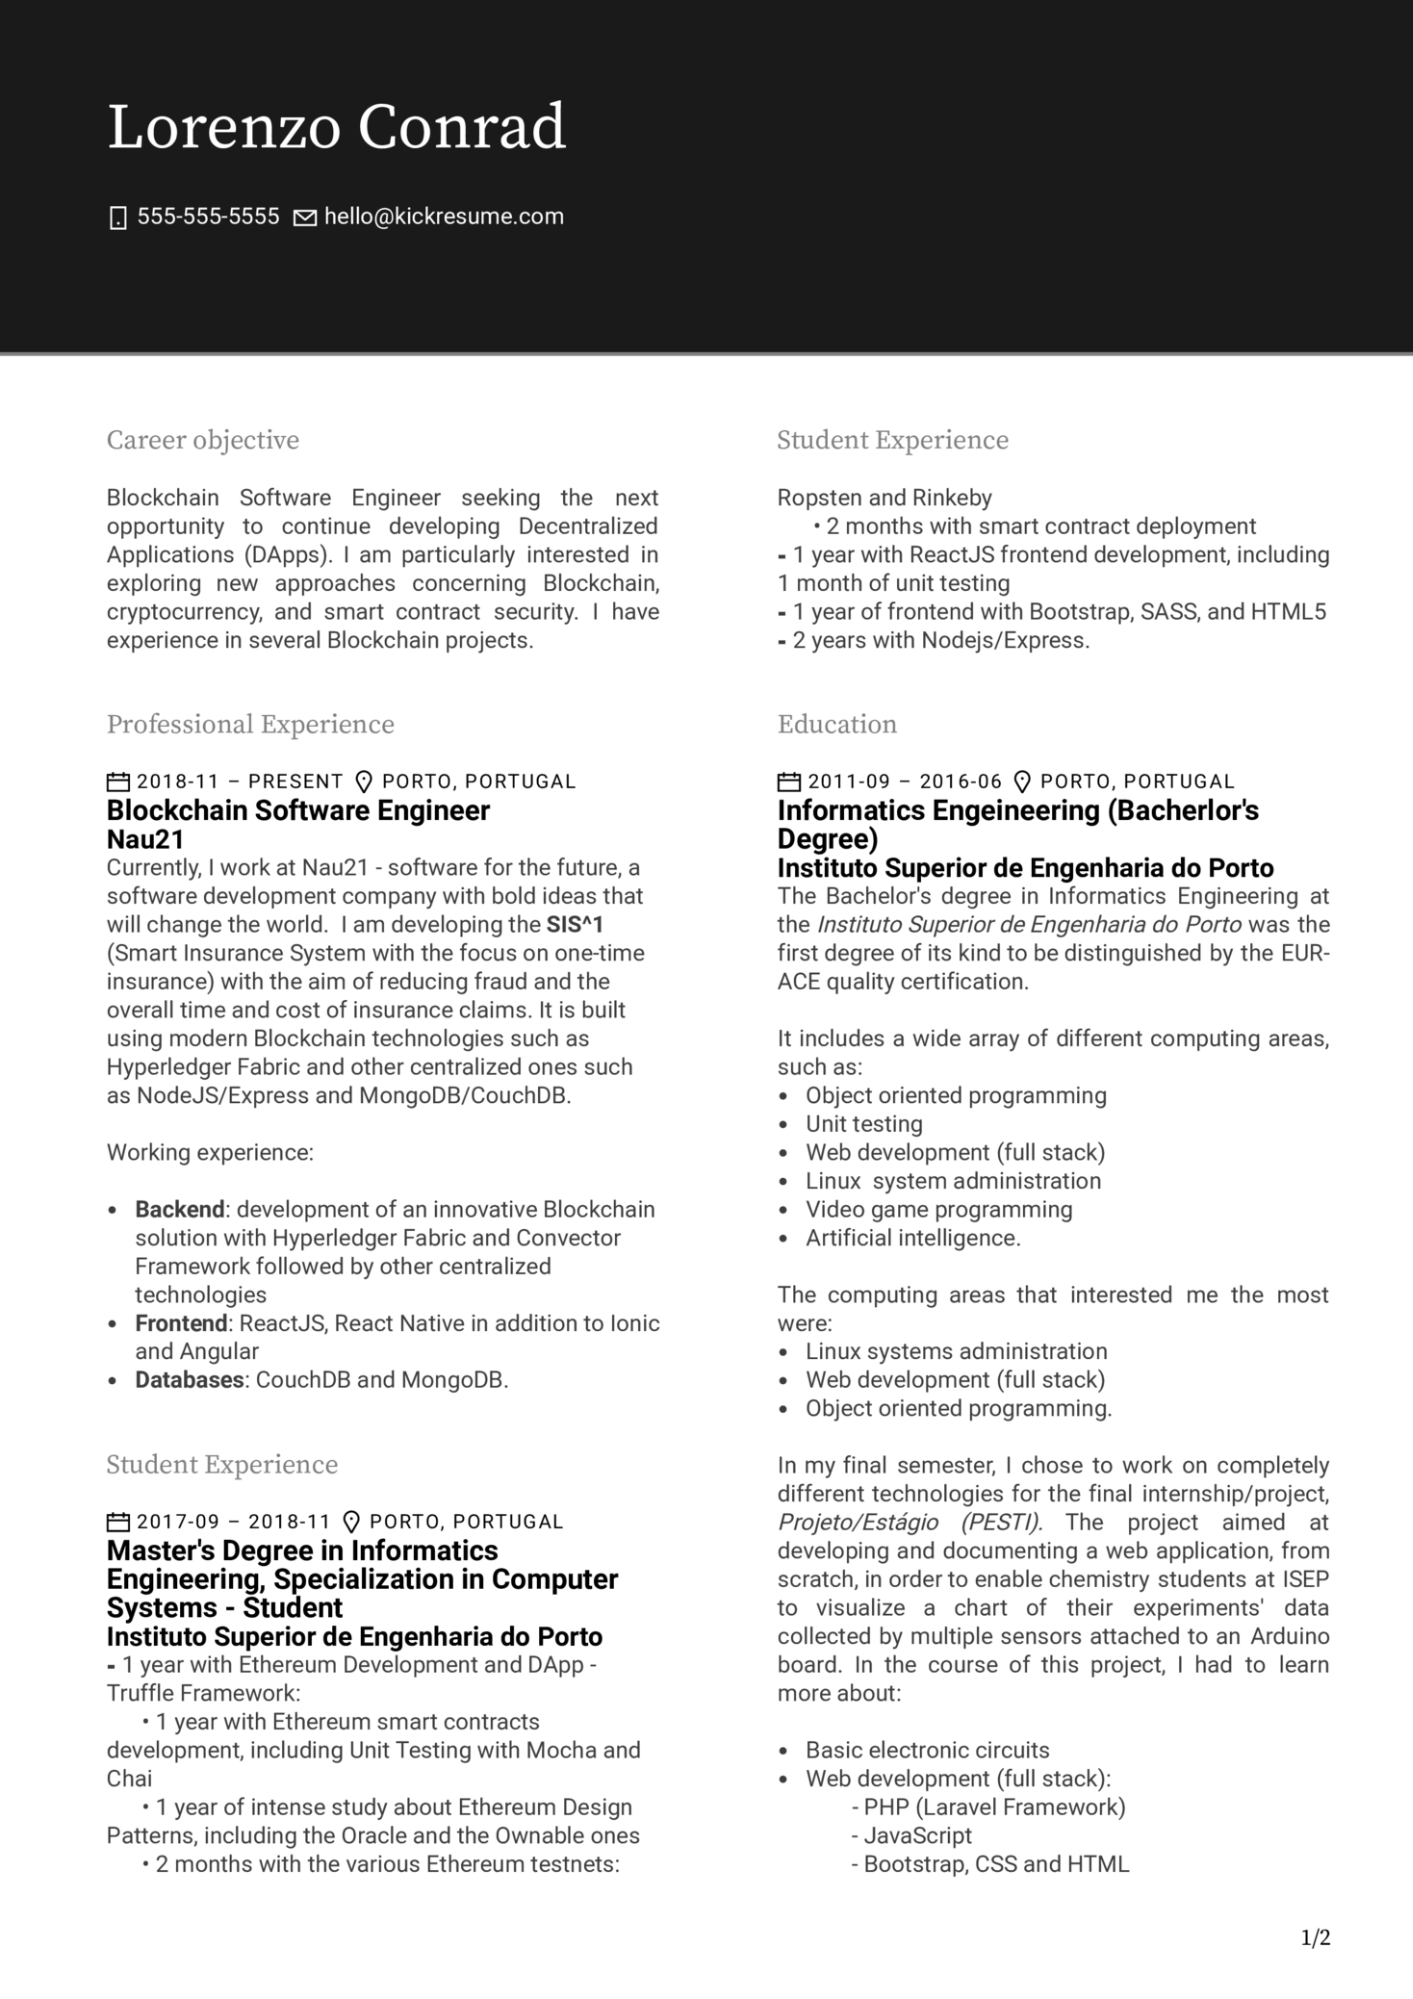 Lorenzo Conrad
555-555-5555 hello@kickresume.com
Career objective
Blockchain Software Engineer seeking the next
opportunity to continue developing Decentralized
Applications (DApps). I am particularly interested in
exploring new approaches concerning Blockchain,
cryptocurrency, and smart contract security. I have
experience in several Blockchain projects.
Professional Experience
2018-11 – PRESENT PORTO, PORTUGAL
Blockchain Software Engineer
Nau21
Currently, I work at Nau21 - software for the future, a
software development company with bold ideas that
will change the world. I am developing the SIS^1
(Smart Insurance System with the focus on one-time
insurance) with the aim of reducing fraud and the
overall time and cost of insurance claims. It is built
using modern Blockchain technologies such as
Hyperledger Fabric and other centralized ones such
as NodeJS/Express and MongoDB/CouchDB.
Working experience:
• Backend: development of an innovative Blockchain
solution with Hyperledger Fabric and Convector
Framework followed by other centralized
technologies
• Frontend: ReactJS, React Native in addition to Ionic
and Angular
• Databases: CouchDB and MongoDB.
Student Experience
2017-09 – 2018-11 PORTO, PORTUGAL
Master's Degree in Informatics
Engineering, Specialization in Computer
Systems - Student
Instituto Superior de Engenharia do Porto
- 1 year with Ethereum Development and DApp -
Truffle Framework:
• 1 year with Ethereum smart contracts
development, including Unit Testing with Mocha and
Chai
• 1 year of intense study about Ethereum Design
Patterns, including the Oracle and the Ownable ones
• 2 months with the various Ethereum testnets:
Student Experience
Ropsten and Rinkeby
• 2 months with smart contract deployment
- 1 year with ReactJS frontend development, including
1 month of unit testing
- 1 year of frontend with Bootstrap, SASS, and HTML5
- 2 years with Nodejs/Express.
Education
2011-09 – 2016-06 PORTO, PORTUGAL
Informatics Engeineering (Bacherlor's
Degree)
Instituto Superior de Engenharia do Porto
The Bachelor's degree in Informatics Engineering at
the Instituto Superior de Engenharia do Porto was the
first degree of its kind to be distinguished by the EUR-
ACE quality certification.
It includes a wide array of different computing areas,
such as:
• Object oriented programming
• Unit testing
• Web development (full stack)
• Linux system administration
• Video game programming
• Artificial intelligence.
The computing areas that interested me the most
were:
• Linux systems administration
• Web development (full stack)
• Object oriented programming.
In my final semester, I chose to work on completely
different technologies for the final internship/project,
Projeto/Estágio (PESTI). The project aimed at
developing and documenting a web application, from
scratch, in order to enable chemistry students at ISEP
to visualize a chart of their experiments' data
collected by multiple sensors attached to an Arduino
board. In the course of this project, I had to learn
more about:
• Basic electronic circuits
• Web development (full stack):
- PHP (Laravel Framework)
- JavaScript
- Bootstrap, CSS and HTML
1/2